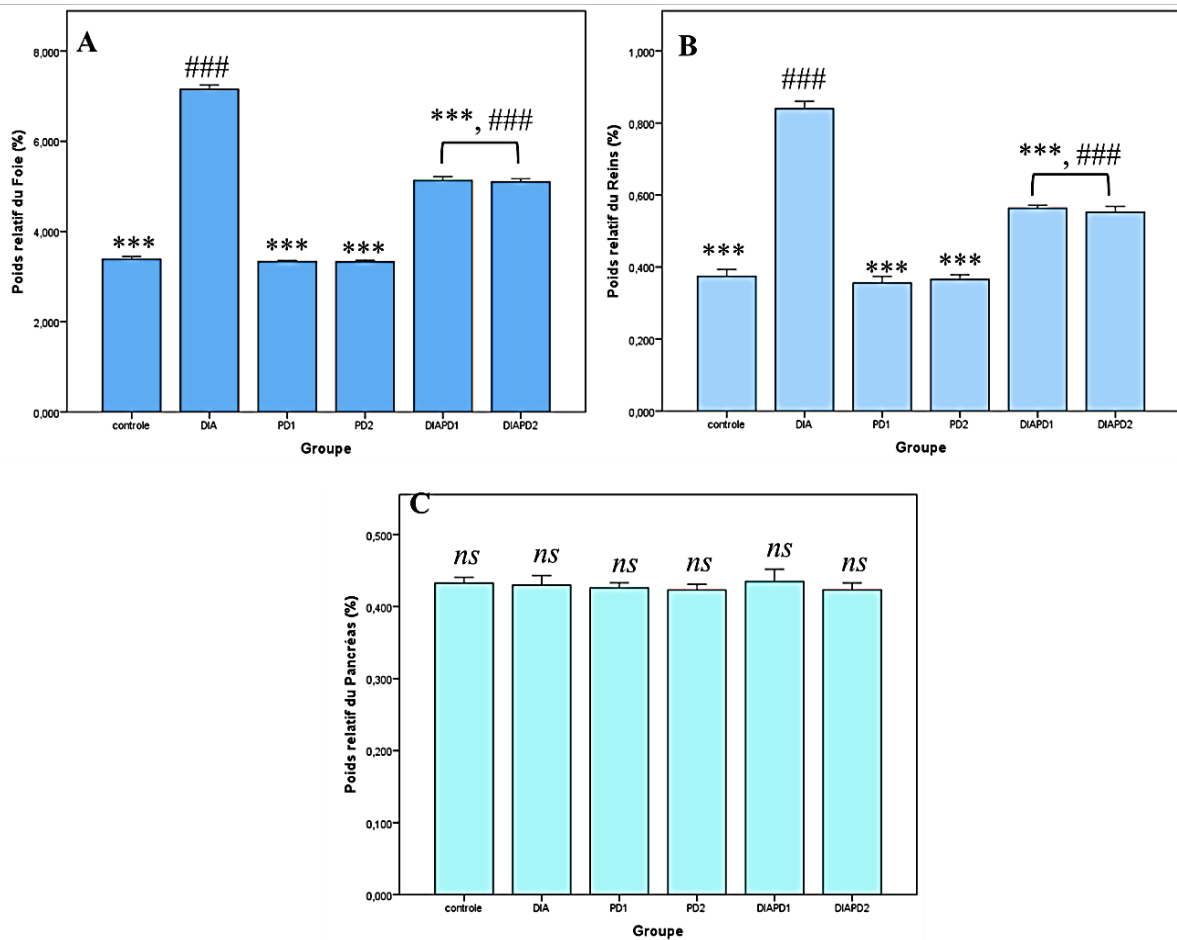 A
Poids relatif du Foie (%)
8,000
6,000
4,000
2,000
0,000
###
***
***
***
***, ###
controle DIA PD1 PD2 DIAPD1 DIAPD2
Groupe
B
Poids relatif du Reins (%)
1,000
0,800
0,600
0,400
0,200
0,000
###
***
***
***
***, ###
controle DIA PD1 PD2 DIAPD1 DIAPD2
Groupe
C
Poids relatif du Pancréas (%)
0,500
0,400
0,300
0,200
0,100
0,000
ns ns ns ns ns ns
controle DIA PD1 PD2 DIAPD1 DIAPD2
Groupe